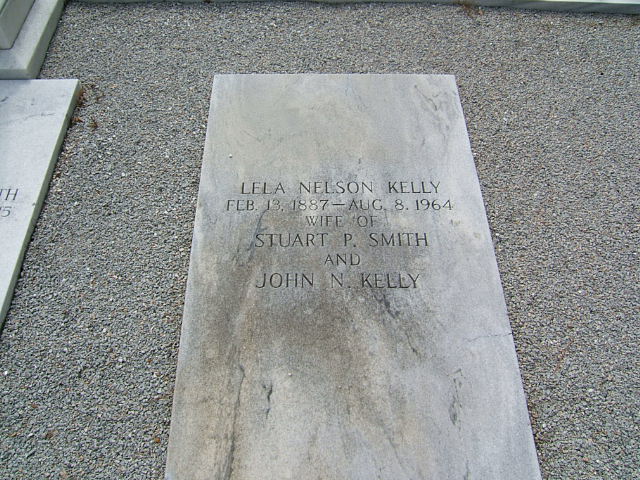 LELA NELSON KELLY
FEB. 13, 1887—AUG. 8, 1964
WIFE OF
STUART P. SMITH
AND
JOHN N. KELLY